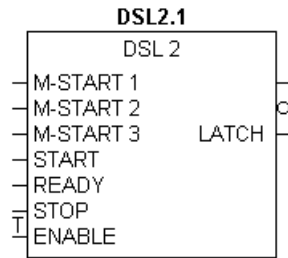 DSL2.1
DSL 2
M-START 1
M-START 2
M-START 3 LATCH
START
READY
STOP
T
ENABLE